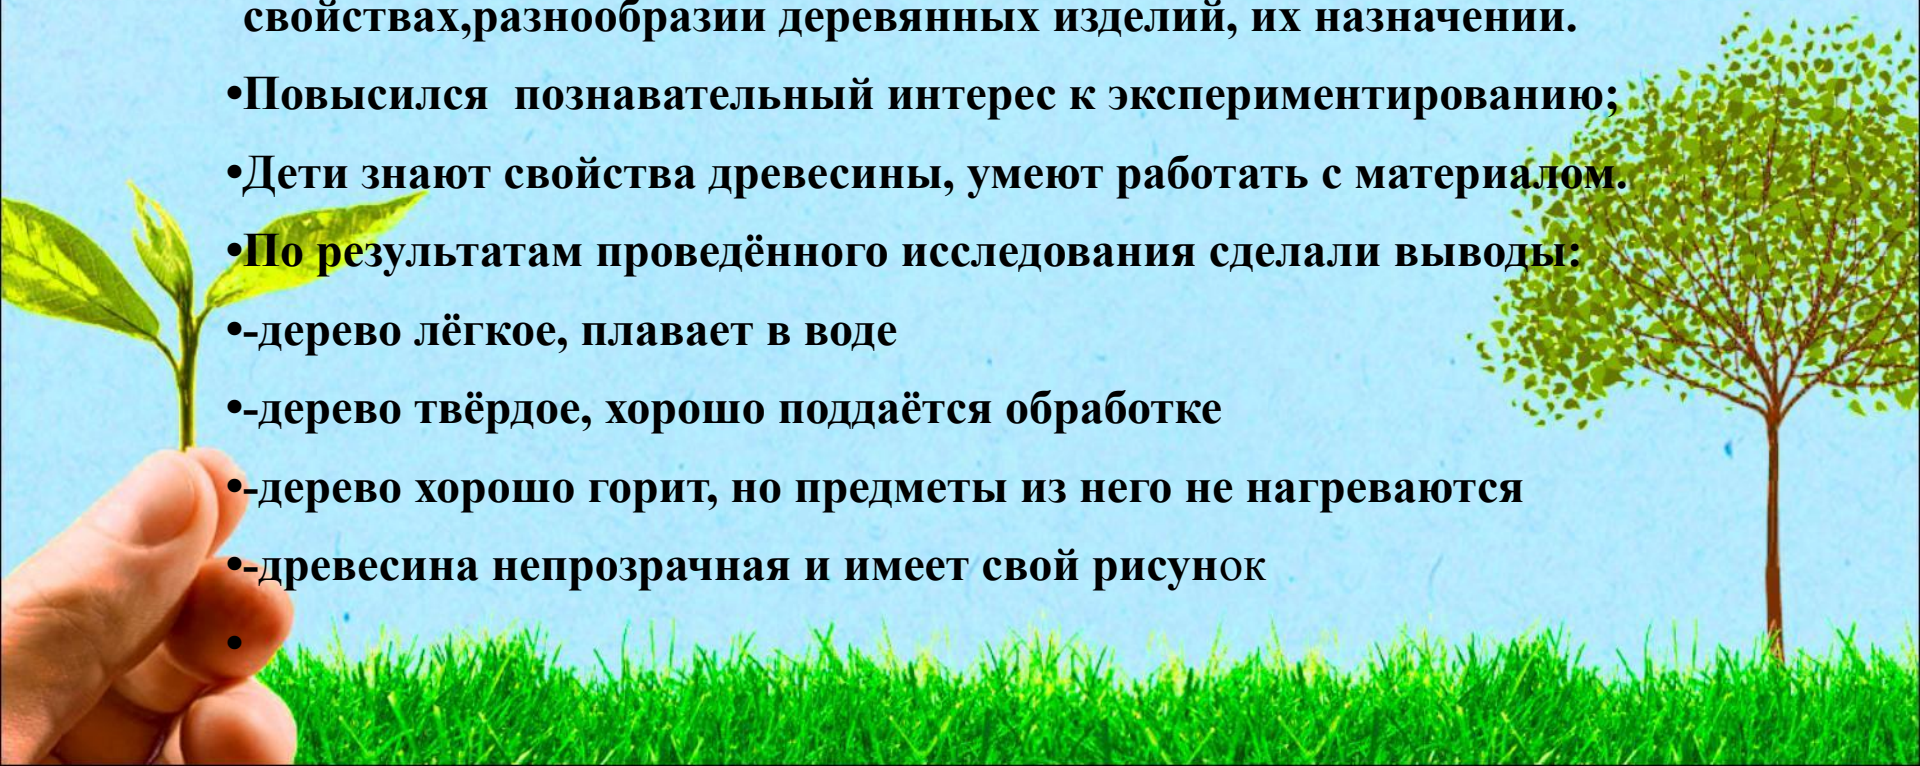 свойствах,разнообразии деревянных изделий, их назначении.
•Повысился  познавательный интерес к экспериментированию;
•Дети знают свойства древесины, умеют работать с материалом.
•По результатам проведённого исследования сделали выводы:
•-дерево лёгкое, плавает в воде
•-дерево твёрдое, хорошо поддаётся обработке
•-дерево хорошо горит, но предметы из него не нагреваются
•-древесина непрозрачная и имеет свой рисунок
•